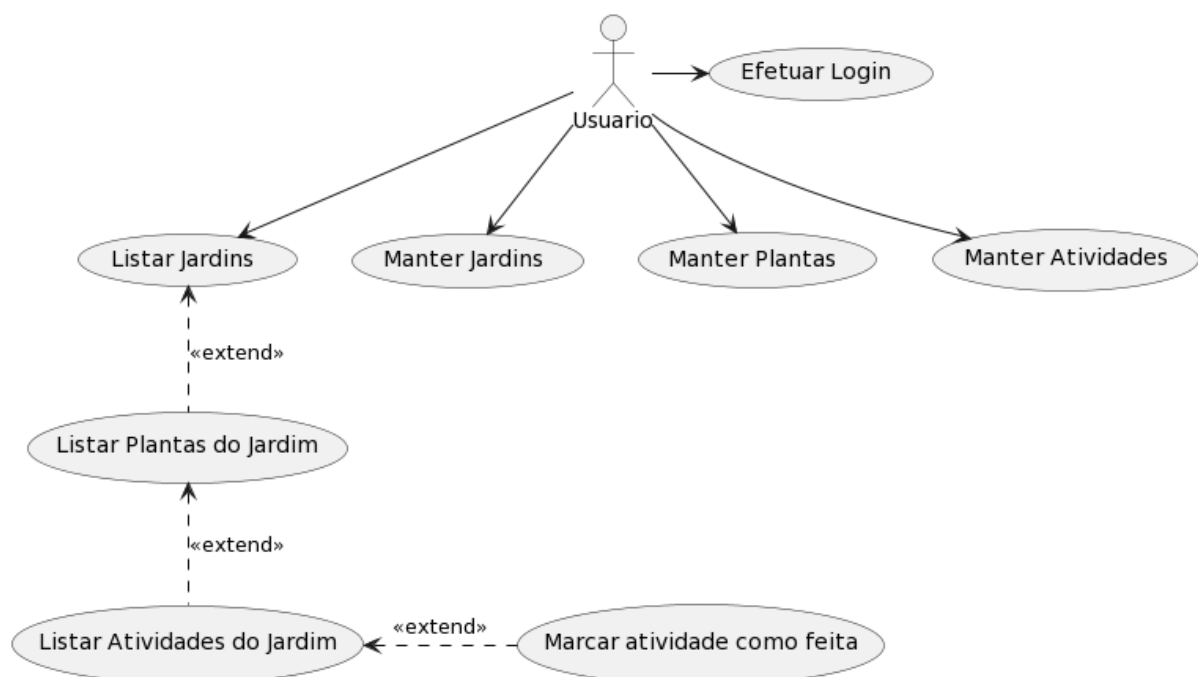 Efetuar Login
Usuario
Listar Jardins
Manter Jardins
Manter Plantas
Manter Atividades
«extend»
Listar Plantas do Jardim
«extend»
«extend»
Listar Atividades do Jardim
Marcar atividade como feita